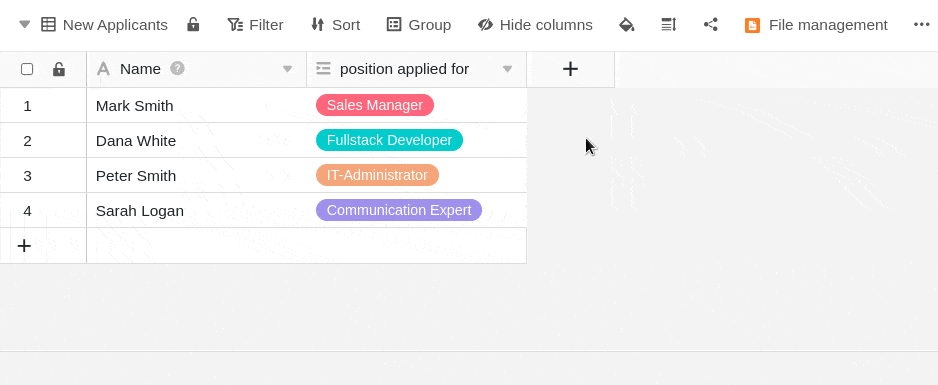 New Applicants Filter Sort Group Hide columns File management
Name ? position applied for
1 Mark Smith Sales Manager
2 Dana White Fullstack Developer
3 Peter Smith IT-Administrator
4 Sarah Logan Communication Expert